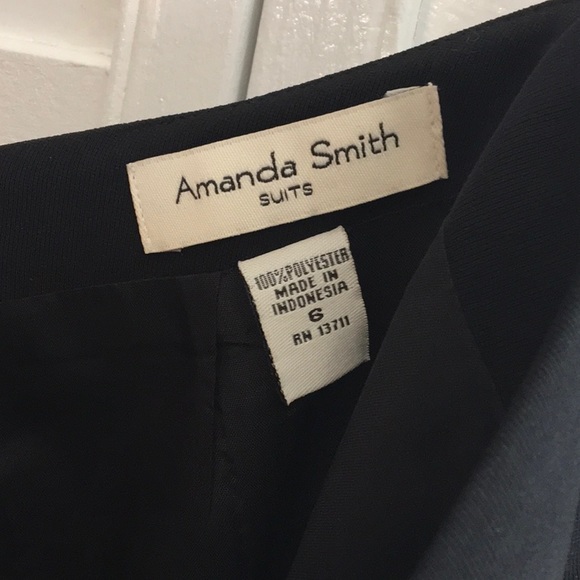 Amanda Smith
SUITS
100%POLYESTER
MADE IN
INDONESIA
6
RN 13711